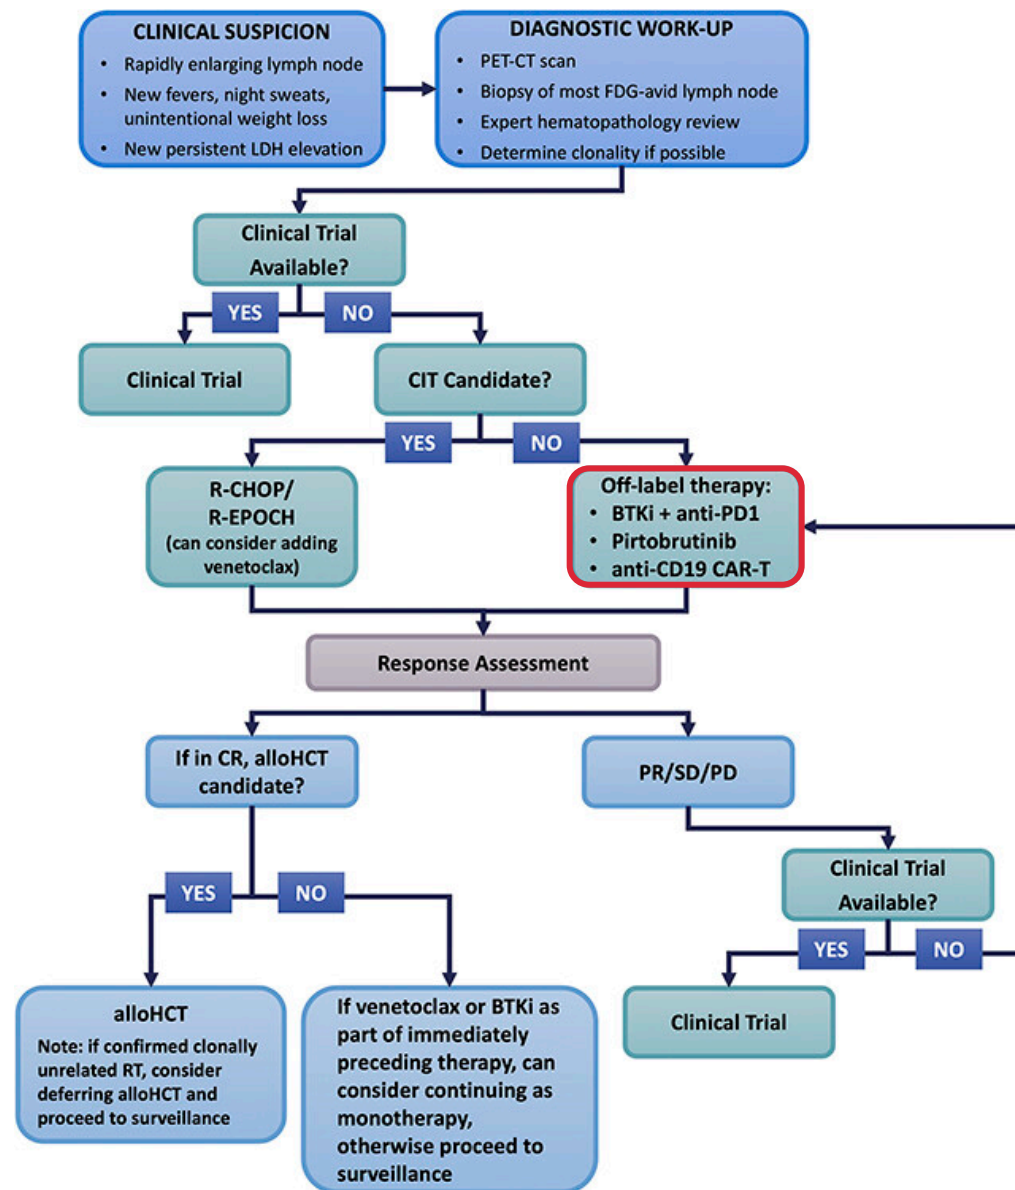 CLINICAL SUSPICION
• Rapidly enlarging lymph node
• New fevers, night sweats,
unintentional weight loss
• New persistent LDH elevation
DIAGNOSTIC WORK-UP
• PET-CT scan
• Biopsy of most FDG-avid lymph node
• Expert hematopathology review
• Determine clonality if possible
Clinical Trial
Available?
YES
NO
Clinical Trial
CIT Candidate?
YES
NO
R-CHOP/
R-EPOCH
(can consider adding
venetoclax)
Off-label therapy:
• BTKi + anti-PD1
• Pirtobrutinib
• anti-CD19 CAR-T
Response Assessment
If in CR, alloHCT
candidate?
PR/SD/PD
YES
NO
Clinical Trial
Available?
YES
NO
alloHCT
Note: if confirmed clonally
unrelated RT, consider
deferring alloHCT and
proceed to surveillance
If venetoclax or BTKi as
part of immediately
preceding therapy, can
consider continuing as
monotherapy,
otherwise proceed to
surveillance
Clinical Trial